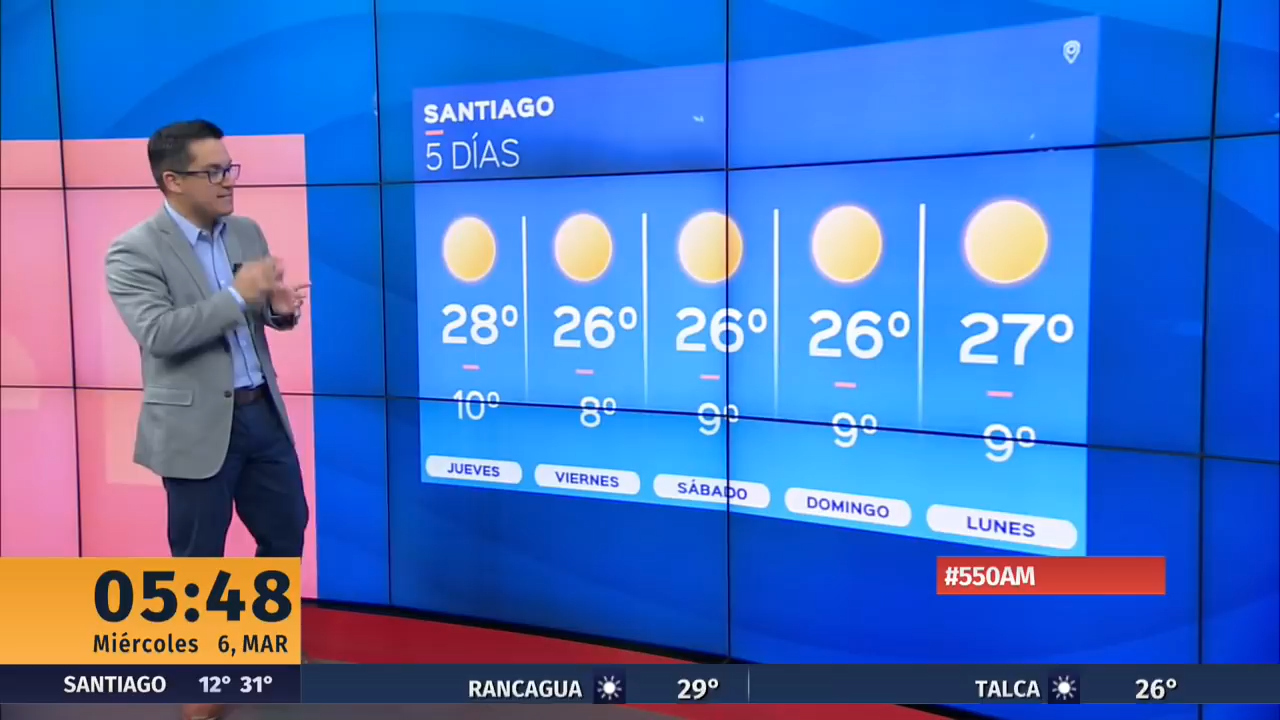 SANTIAGO
5 DÍAS
28º 26º 26º 26º 27º
10º 8º 9º 9º 9º
JUEVES VIERNES SÁBADO DOMINGO LUNES
#550AM
05:48
Miércoles 6, MAR
SANTIAGO 12° 31° RANCAGUA 29° TALCA 26°